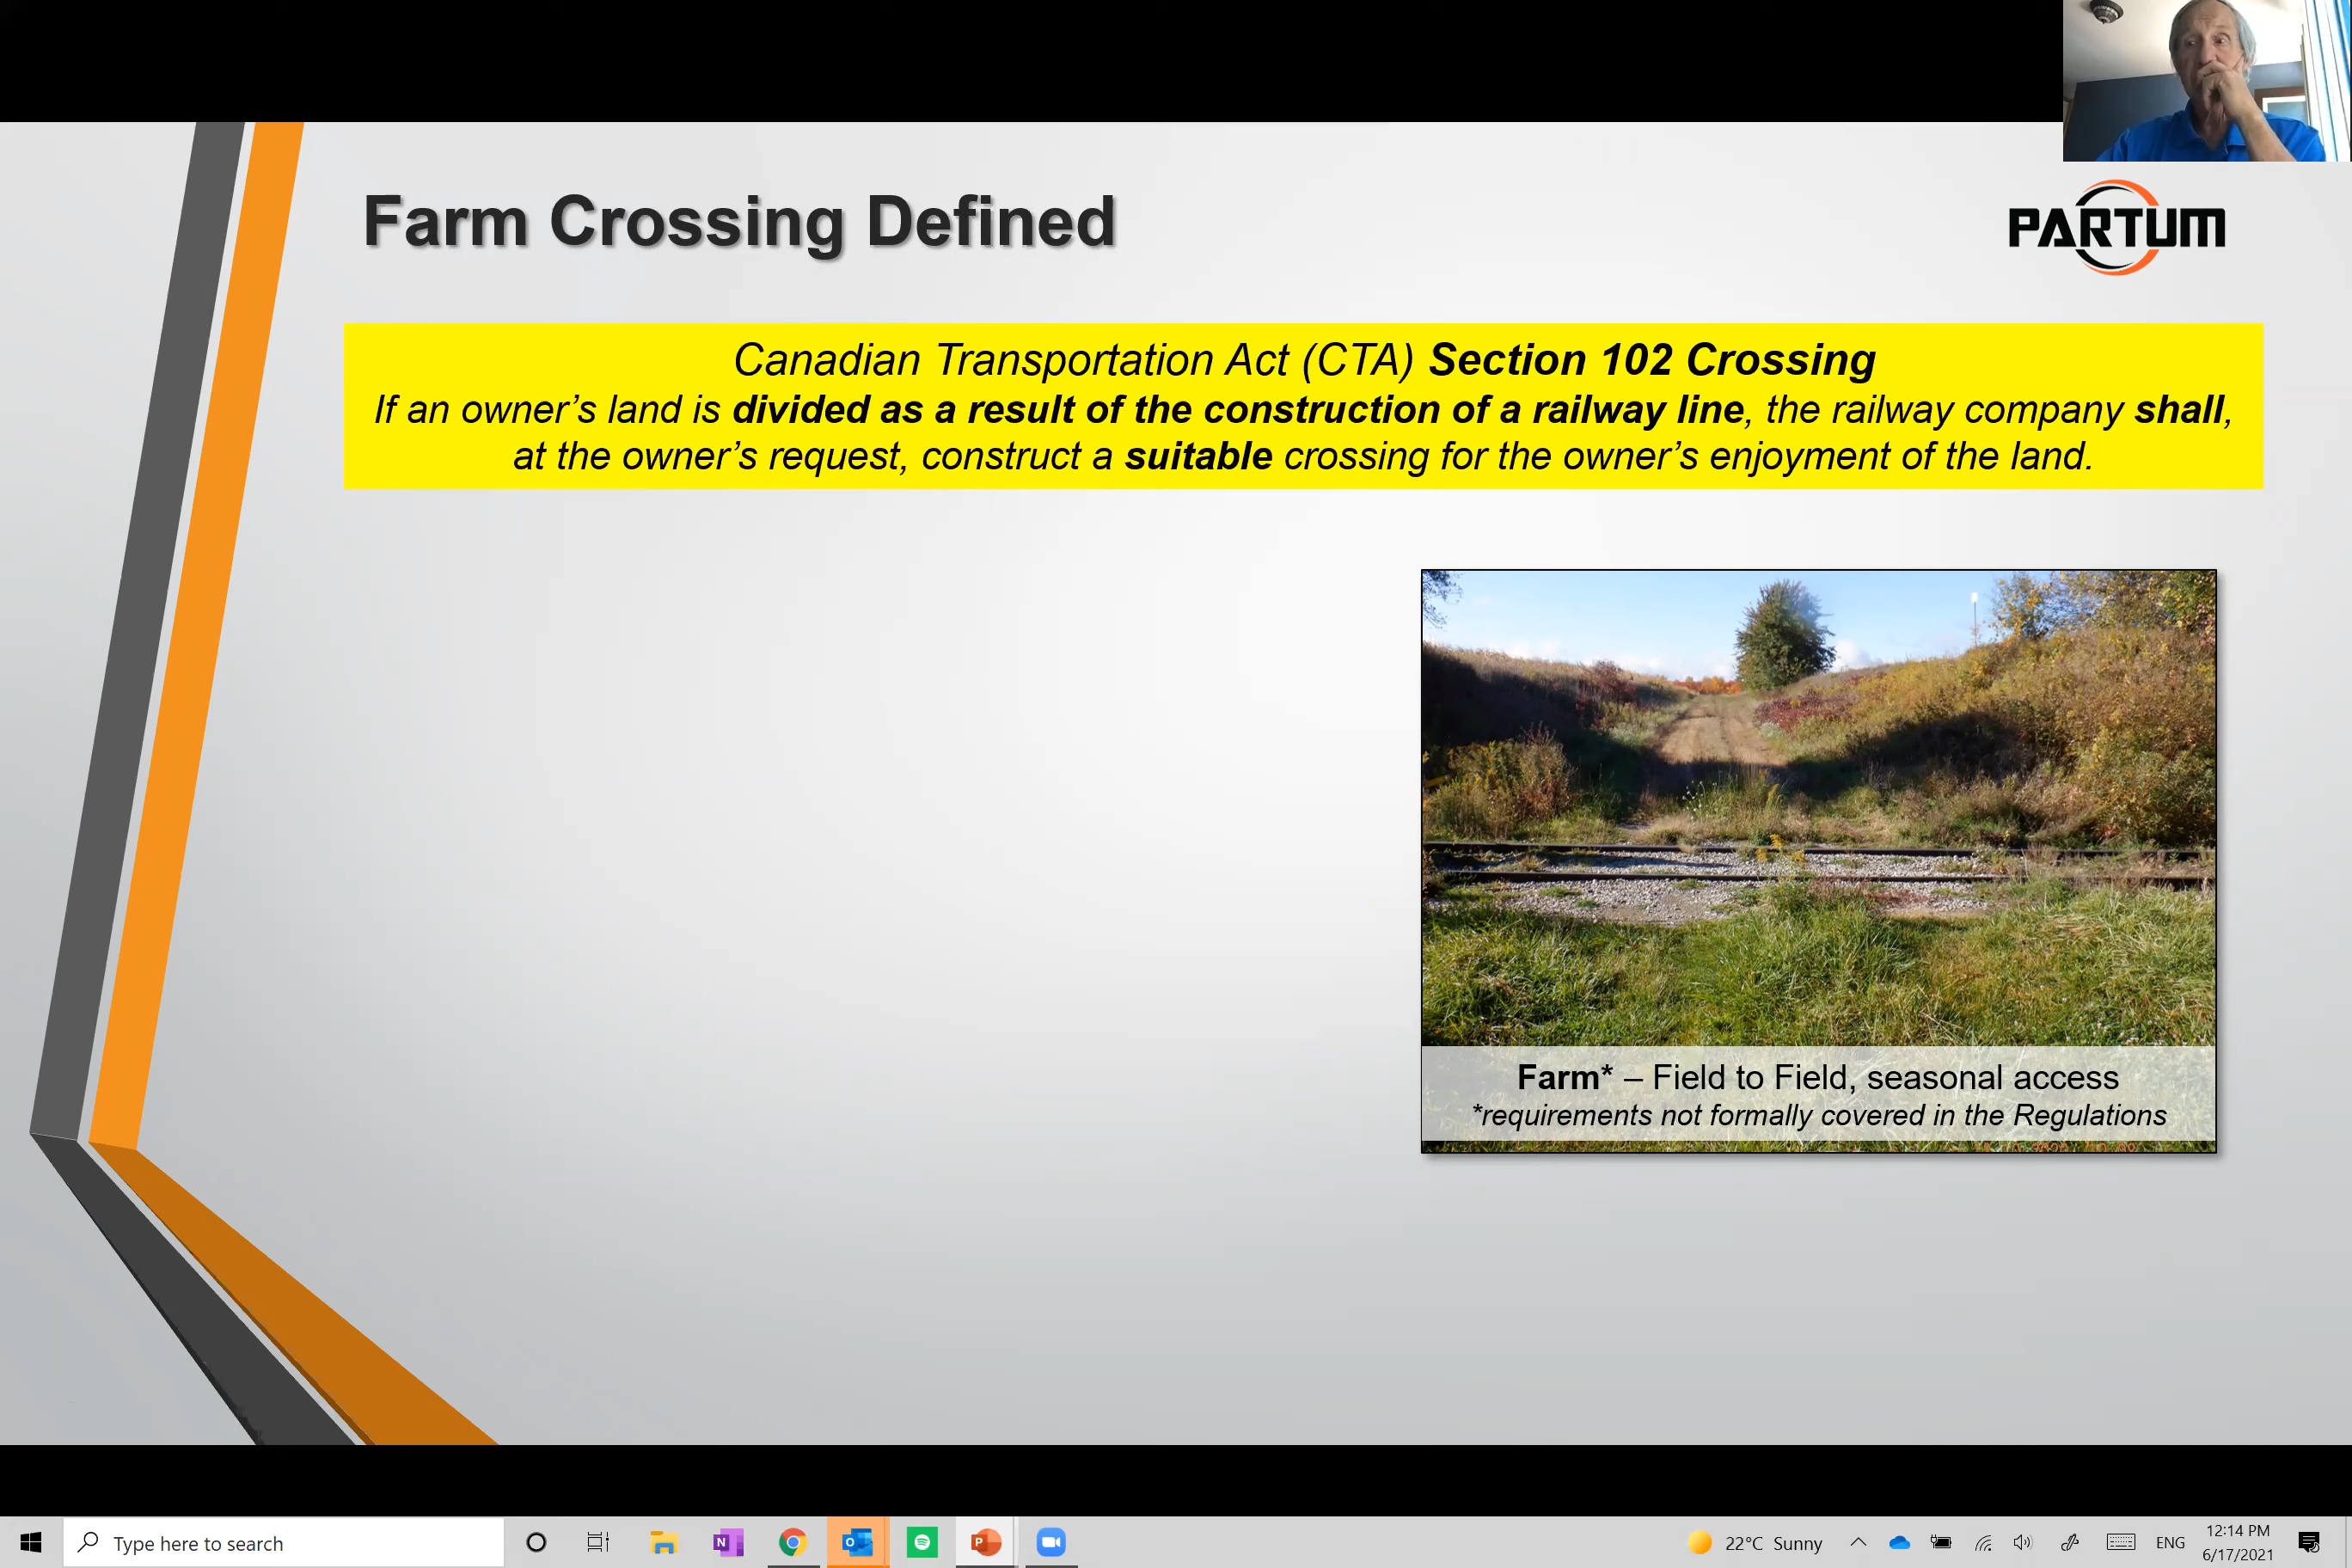 Farm Crossing Defined
PARTUM
Canadian Transportation Act (CTA) Section 102 Crossing
If an owner’s land is divided as a result of the construction of a railway line, the railway company shall,
at the owner’s request, construct a suitable crossing for the owner’s enjoyment of the land.
Farm* – Field to Field, seasonal access
*requirements not formally covered in the Regulations
Type here to search
22°C Sunny
ENG
12:14 PM
6/17/2021